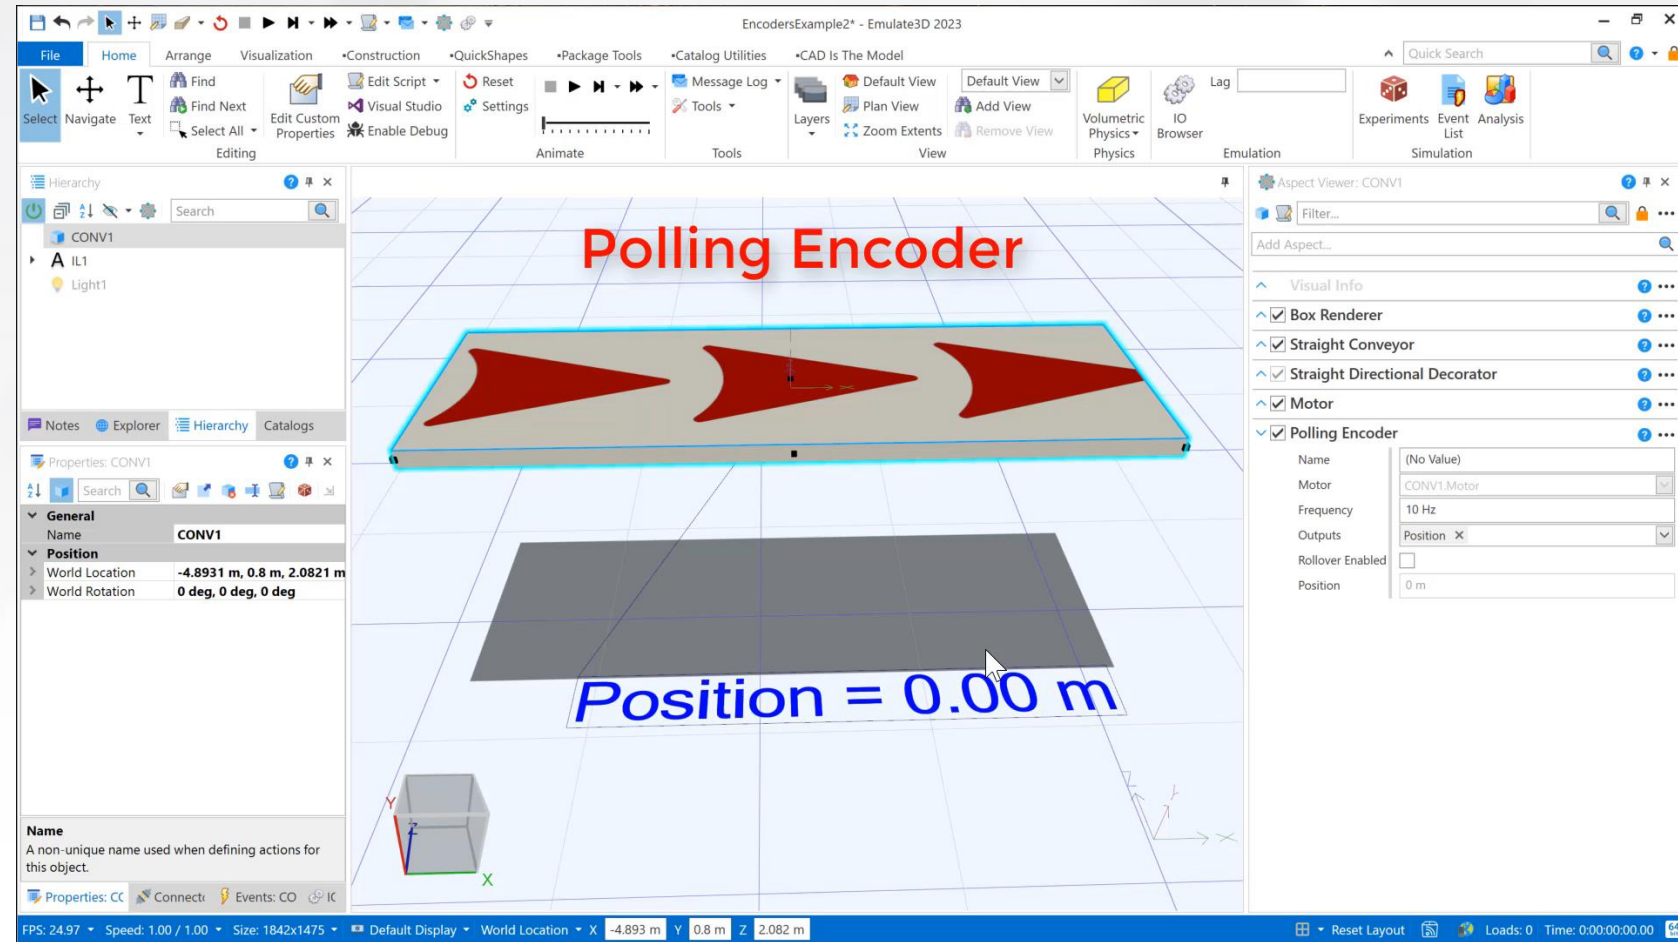 EncodersExample2* - Emulate3D 2023
File Home Arrange Visualization •Construction •QuickShapes •Package Tools •Catalog Utilities •CAD Is The Model Quick Search
Select Navigate Text
Find
Find Next
Select All
Edit Custom Properties
Edit Script
Visual Studio
Enable Debug
Editing
Reset
Settings
Animate
Message Log
Tools
Tools
Layers
Default View
Plan View
Zoom Extents
Default View
Add View
Remove View
View
Volumetric Physics
Physics
IO Browser
Lag
Emulation
Experiments Event List Analysis
Simulation
Hierarchy
Search
CONV1
A IL1
Light1
Notes Explorer Hierarchy Catalogs
Properties: CONV1
Search
General
Name CONV1
Position
World Location -4.8931 m, 0.8 m, 2.0821 m
World Rotation 0 deg, 0 deg, 0 deg
Name
A non-unique name used when defining actions for
this object.
Properties: CC Connect Events: CO IC
Polling Encoder
Position = 0.00 m
Y Z X
Z Y X
Aspect Viewer: CONV1
Filter...
Add Aspect...
Visual Info
Box Renderer
Straight Conveyor
Straight Directional Decorator
Motor
Polling Encoder
Name (No Value)
Motor CONV1.Motor
Frequency 10 Hz
Outputs Position ✕
Rollover Enabled
Position 0 m
FPS: 24.97 Speed: 1.00 / 1.00 Size: 1842x1475 Default Display World Location X -4.893 m Y 0.8 m Z 2.082 m Reset Layout Loads: 0 Time: 0:00:00:00.00